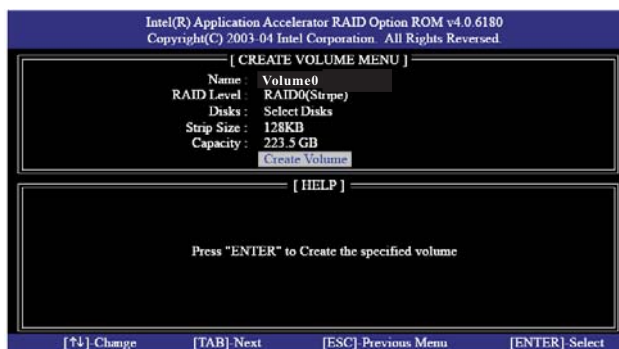 Intel(R) Application Accelerator RAID Option ROM v4.0.6180
Copyright(C) 2003-04 Intel Corporation. All Rights Reversed.
[ CREATE VOLUME MENU ]
Name : Volume0
RAID Level : RAID0(Stripe)
Disks : Select Disks
Strip Size : 128KB
Capacity : 223.5 GB
Create Volume
[ HELP ]
Press "ENTER" to Create the specified volume
[↑↓]-Change [TAB]-Next [ESC]-Previous Menu [ENTER]-Select